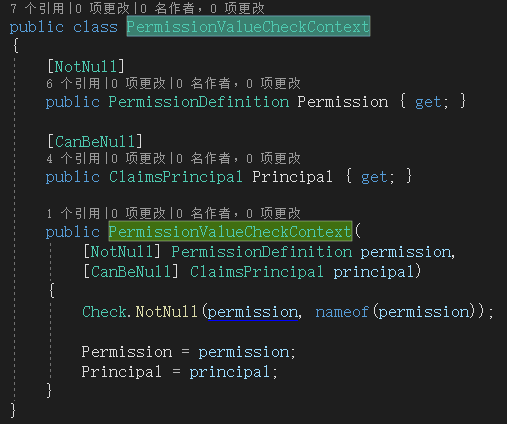 7 个引用|0 项更改|0 名作者，0 项更改
public class PermissionValueCheckContext
{
[NotNull]
6 个引用|0 项更改|0 名作者，0 项更改
public PermissionDefinition Permission { get; }
[CanBeNull]
4 个引用|0 项更改|0 名作者，0 项更改
public ClaimsPrincipal Principal { get; }
1 个引用|0 项更改|0 名作者，0 项更改
public PermissionValueCheckContext(
[NotNull] PermissionDefinition permission,
[CanBeNull] ClaimsPrincipal principal)
{
Check.NotNull(permission, nameof(permission));
Permission = permission;
Principal = principal;
}
}